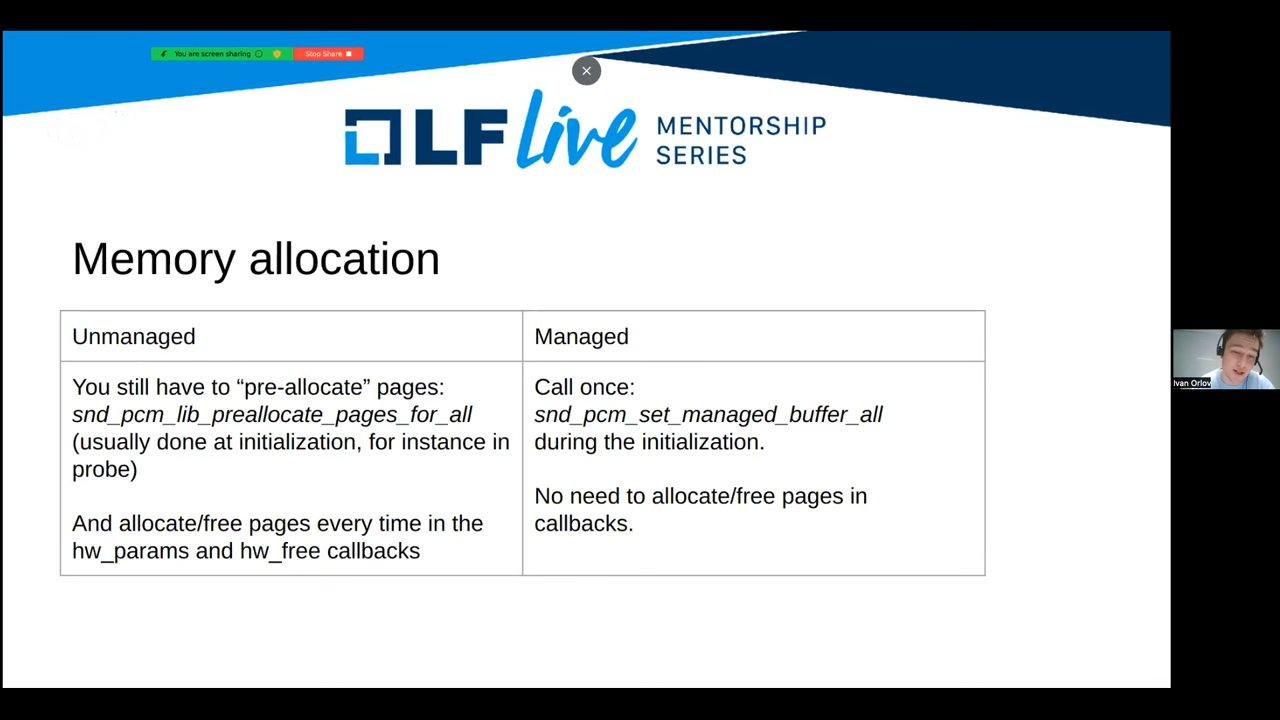 You are screen sharing
Stop Share
LF live MENTORSHIP
SERIES
Memory allocation
Unmanaged
Managed
You still have to “pre-allocate” pages:
snd_pcm_lib_preallocate_pages_for_all
(usually done at initialization, for instance in
probe)
And allocate/free pages every time in the
hw_params and hw_free callbacks
Call once:
snd_pcm_set_managed_buffer_all
during the initialization.
No need to allocate/free pages in
callbacks.
Ivan Orlov